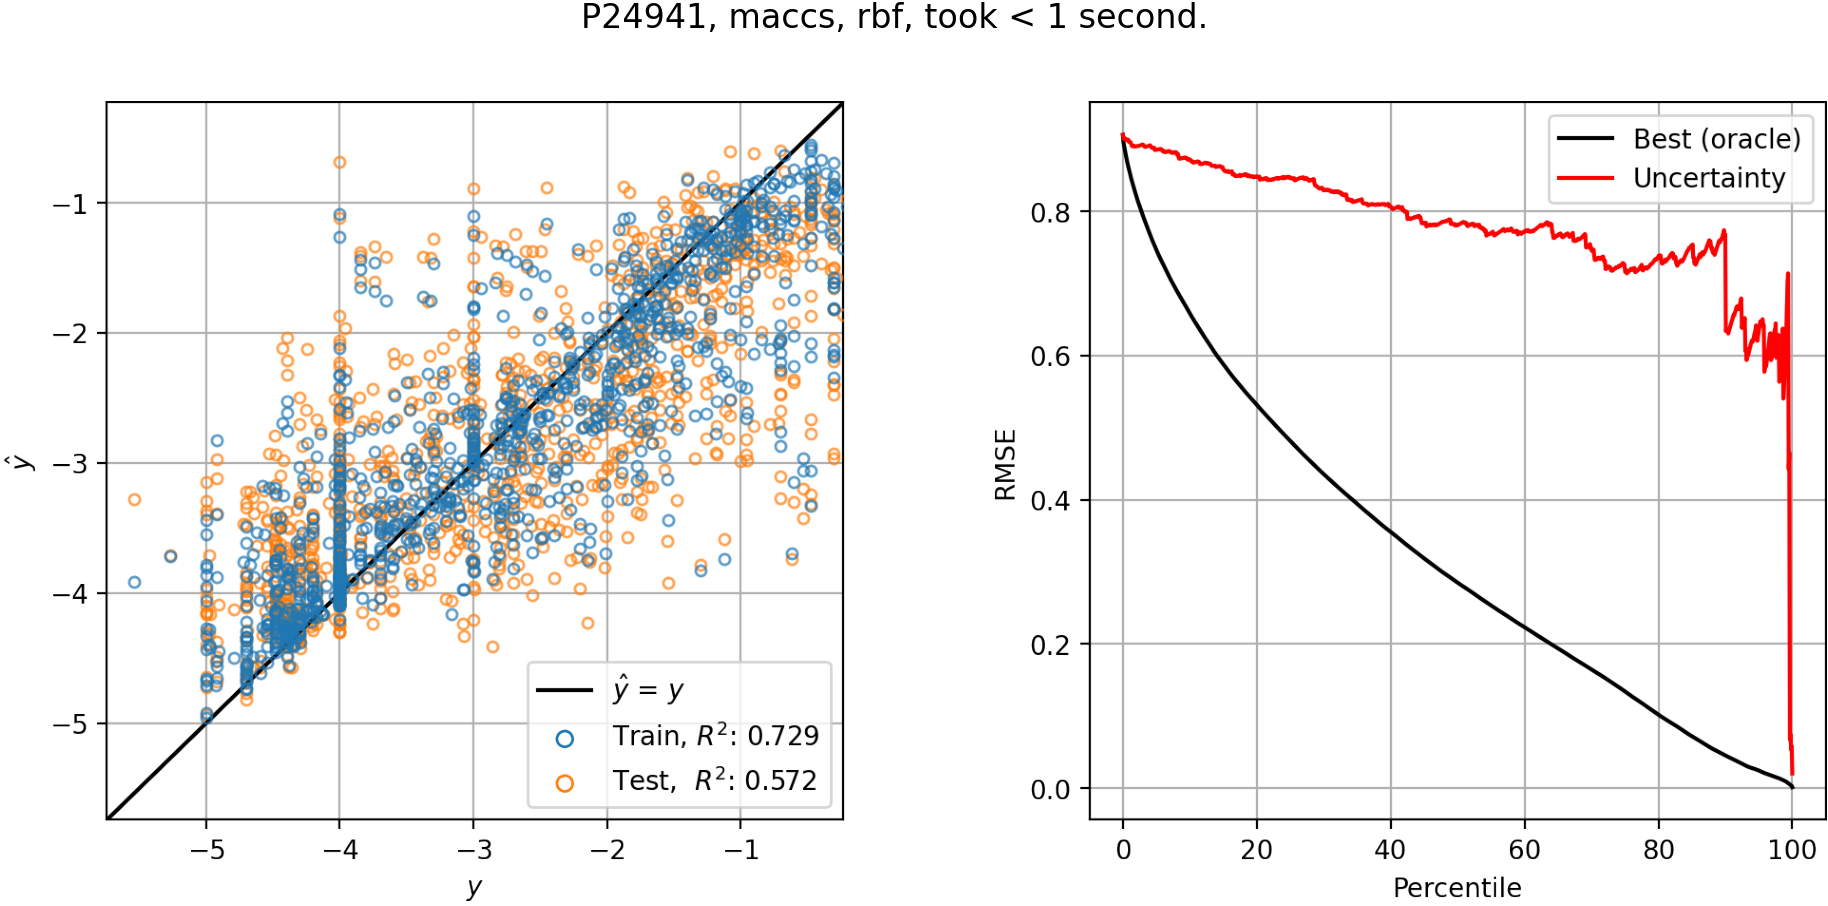 P24941, maccs, rbf, took < 1 second.
−1
−2
−3
−4
−5
ŷ
−5 −4 −3 −2 −1
y
ŷ = y
Train, R²: 0.729
Test, R²: 0.572
0.8
0.6
0.4
0.2
0.0
RMSE
0 20 40 60 80 100
Percentile
Best (oracle)
Uncertainty